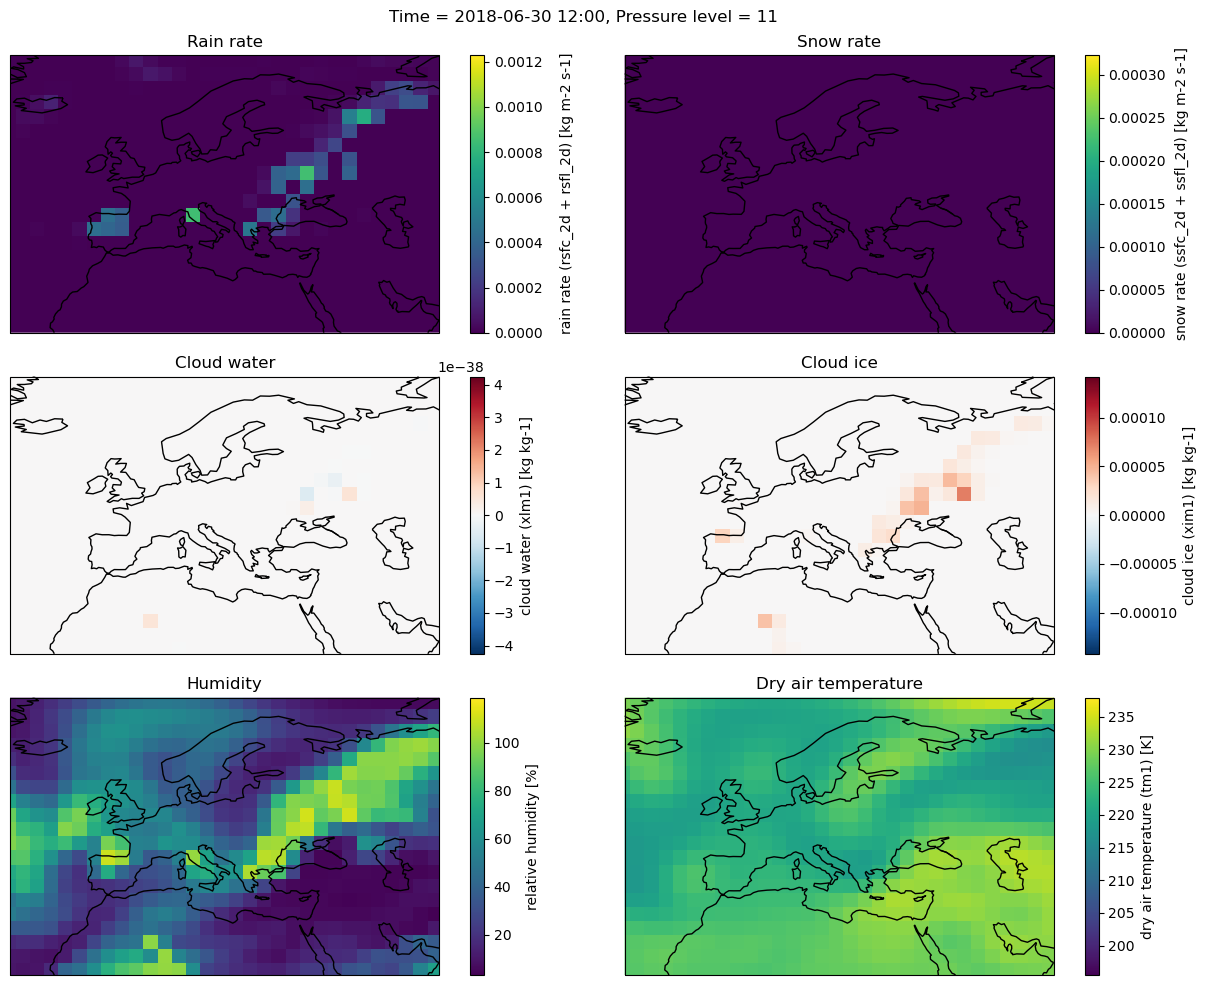 Time = 2018-06-30 12:00, Pressure level = 11
Rain rate
0.0012
0.0010
0.0008
0.0006
0.0004
0.0002
0.0000
rain rate (rsfc_2d + rsfl_2d) [kg m-2 s-1]
Snow rate
0.00030
0.00025
0.00020
0.00015
0.00010
0.00005
0.00000
snow rate (ssfc_2d + ssfl_2d) [kg m-2 s-1]
Cloud water
1e−38
4
3
2
1
0
−1
−2
−3
−4
cloud water (xlm1) [kg kg-1]
Cloud ice
0.00010
0.00005
0.00000
−0.00005
−0.00010
cloud ice (xim1) [kg kg-1]
Humidity
100
80
60
40
20
relative humidity [%]
Dry air temperature
235
230
225
220
215
210
205
200
dry air temperature (tm1) [K]